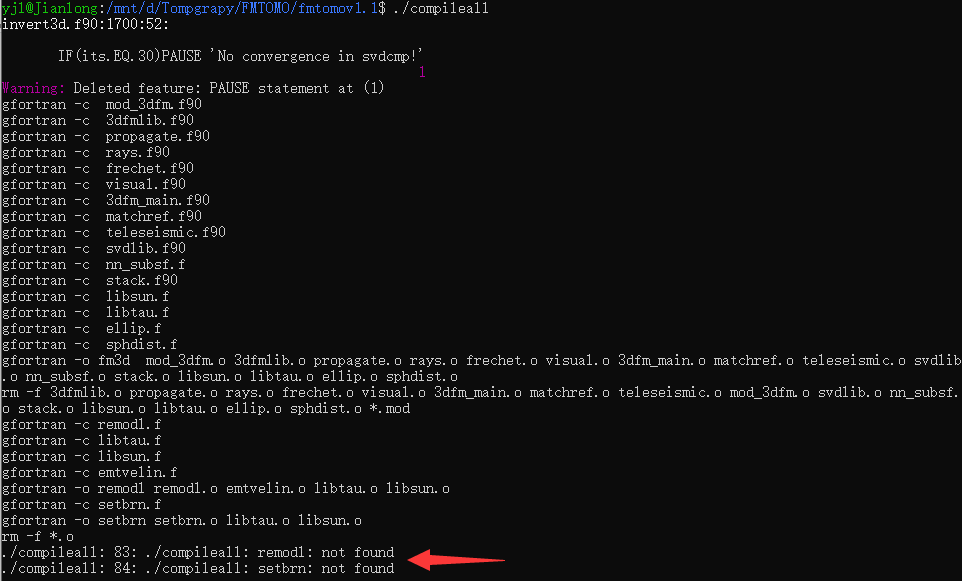 yjl@Jianlong:/mnt/d/Tompgrapy/FMTOMO/fmtomov1.1$ ./compileall
invert3d.f90:1700:52:
IF(its.EQ.30)PAUSE 'No convergence in svdcmp!'
1
Warning: Deleted feature: PAUSE statement at (1)
gfortran -c  mod_3dfm.f90
gfortran -c  3dfmlib.f90
gfortran -c  propagate.f90
gfortran -c  rays.f90
gfortran -c  frechet.f90
gfortran -c  visual.f90
gfortran -c  3dfm_main.f90
gfortran -c  matchref.f90
gfortran -c  teleseismic.f90
gfortran -c  svdlib.f90
gfortran -c  nn_subsf.f
gfortran -c  stack.f90
gfortran -c  libsun.f
gfortran -c  libtau.f
gfortran -c  ellip.f
gfortran -c  sphdist.f
gfortran -o fm3d  mod_3dfm.o 3dfmlib.o propagate.o rays.o frechet.o visual.o 3dfm_main.o matchref.o teleseismic.o svdlib
.o nn_subsf.o stack.o libsun.o libtau.o ellip.o sphdist.o
rm -f 3dfmlib.o propagate.o rays.o frechet.o visual.o 3dfm_main.o matchref.o teleseismic.o mod_3dfm.o svdlib.o nn_subsf.
o stack.o libsun.o libtau.o ellip.o sphdist.o *.mod
gfortran -c remodl.f
gfortran -c libtau.f
gfortran -c libsun.f
gfortran -c emtvelin.f
gfortran -o remodl remodl.o emtvelin.o libtau.o libsun.o
gfortran -c setbrn.f
gfortran -o setbrn setbrn.o libtau.o libsun.o
rm -f *.o
./compileall: 83: ./compileall: remodl: not found
./compileall: 84: ./compileall: setbrn: not found